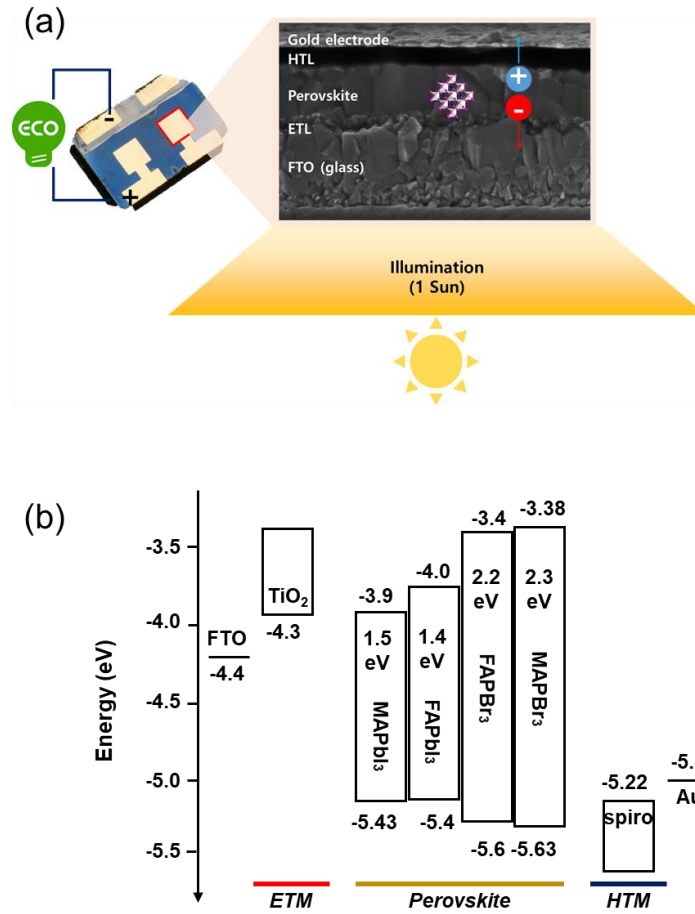 (a)
Gold electrode
HTL
Perovskite
ETL
FTO (glass)
+
-
ECO
-
+
Illumination
(1 Sun)
(b)
Energy (eV)
-3.5
-4.0
-4.5
-5.0
-5.5
FTO
-4.4
TiO₂
-4.3
-3.9
1.5
eV
MAPbI₃
-5.43
-4.0
1.4
eV
FAPbI₃
-5.4
-3.4
2.2
eV
FAPBr₃
-5.6
-3.38
2.3
eV
MAPBr₃
-5.63
-5.22
spiro
-5.
Au
ETM
Perovskite
HTM